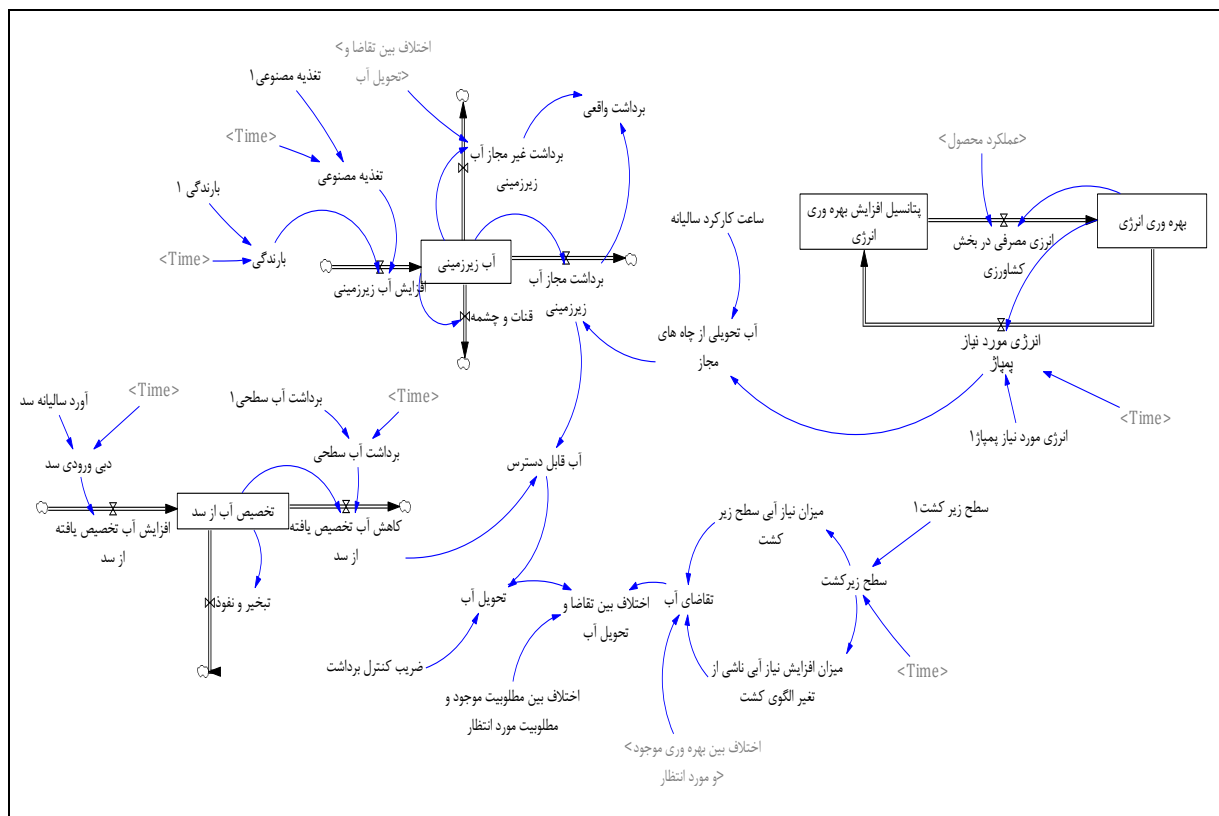 <اختلاف بین تقاضا و
تحویل آب>
تغذیه مصنوعی۱
<Time>
تغذیه مصنوعی
بارندگی ۱
<Time>
بارندگی
افزایش آب زیرزمینی
آب زیرزمینی
برداشت غیر مجاز آب
زیرزمینی
برداشت واقعی
برداشت مجاز آب
زیرزمینی
قنات و چشمه
ساعت کارکرد سالیانه
آب تحویلی از چاه های
مجاز
<عملکرد محصول>
پتانسیل افزایش بهره وری
انرژی
انرژی مصرفی در بخش
کشاورزی
بهره وری انرژی
انرژی مورد نیاز
پمپاژ
<Time>
انرژی مورد نیاز پمپاژ۱
آورد سالیانه سد
<Time>
دبی ورودی سد
برداشت آب سطحی۱
<Time>
برداشت آب سطحی
افزایش آب تخصیص یافته
از سد
تخصیص آب از سد
کاهش آب تخصیص یافته
از سد
تبخیر و نفوذ
آب قابل دسترس
تحویل آب
ضریب کنترل برداشت
اختلاف بین تقاضا و
تحویل آب
اختلاف بین مطلوبیت موجود و
مطلوبیت مورد انتظار
تقاضای آب
میزان نیاز آبی سطح زیر
کشت
سطح زیر کشت۱
سطح زیرکشت
<Time>
میزان افزایش نیاز آبی ناشی از
تغیر الگوی کشت
<اختلاف بین بهره وری موجود
و مورد انتظار>